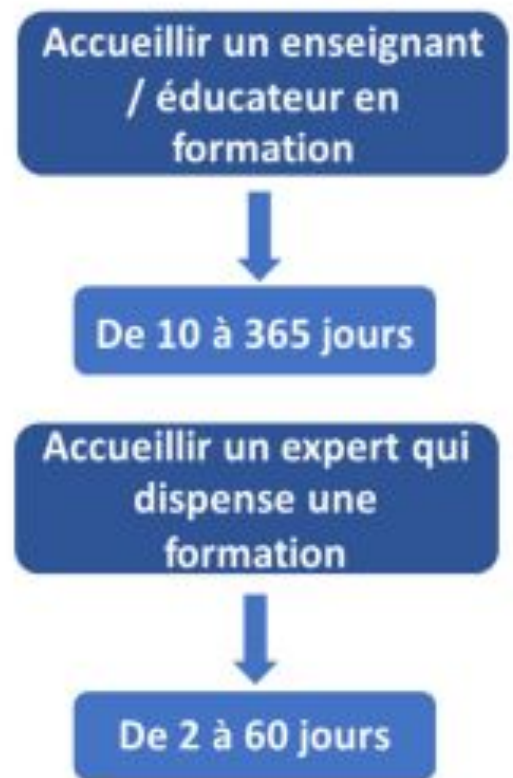 Accueillir un enseignant
/ éducateur en
formation
De 10 à 365 jours
Accueillir un expert qui
dispense une
formation
De 2 à 60 jours